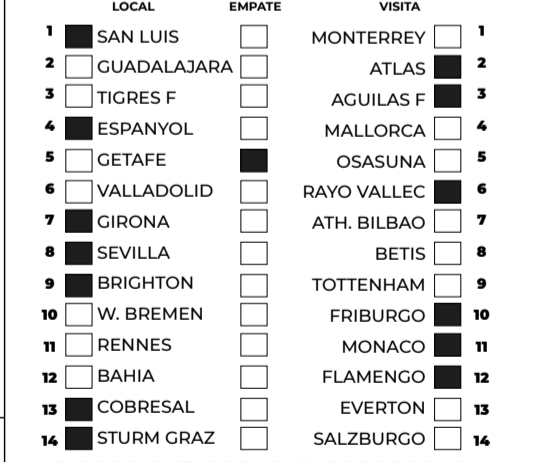 LOCAL EMPATE VISITA
1 SAN LUIS MONTERREY 1
2 GUADALAJARA ATLAS 2
3 TIGRES F AGUILAS F 3
4 ESPANYOL MALLORCA 4
5 GETAFE OSASUNA 5
6 VALLADOLID RAYO VALLEC 6
7 GIRONA ATH. BILBAO 7
8 SEVILLA BETIS 8
9 BRIGHTON TOTTENHAM 9
10 W. BREMEN FRIBURGO 10
11 RENNES MONACO 11
12 BAHIA FLAMENGO 12
13 COBRESAL EVERTON 13
14 STURM GRAZ SALZBURGO 14